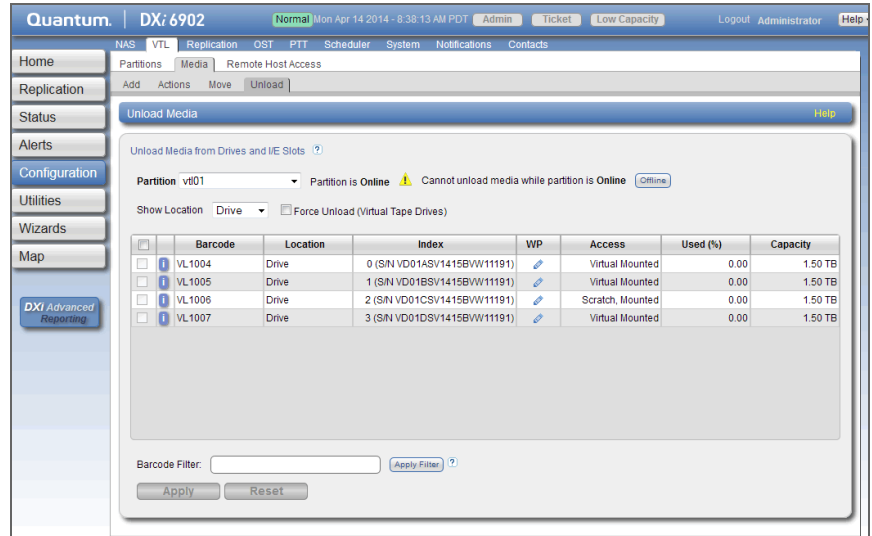 Quantum. DXi 6902 Normal Mon Apr 14 2014 - 8:38:13 AM PDT Admin Ticket Low Capacity Logout Administrator Help
NAS VTL Replication OST PTT Scheduler System Notifications Contacts
Home
Replication
Status
Alerts
Configuration
Utilities
Wizards
Map
DXi Advanced
Reporting
Partitions Media Remote Host Access
Add Actions Move Unload
Unload Media Help
Unload Media from Drives and I/E Slots ?
Partition vtl01 Partition is Online ! Cannot unload media while partition is Online Offline
Show Location Drive Force Unload (Virtual Tape Drives)
Barcode Location Index WP Access Used (%) Capacity
i VL1004 Drive 0 (S/N VD01ASV1415BVW11191) Virtual Mounted 0.00 1.50 TB
i VL1005 Drive 1 (S/N VD01BSV1415BVW11191) Virtual Mounted 0.00 1.50 TB
i VL1006 Drive 2 (S/N VD01CSV1415BVW11191) Scratch, Mounted 0.00 1.50 TB
i VL1007 Drive 3 (S/N VD01DSV1415BVW11191) Virtual Mounted 0.00 1.50 TB
Barcode Filter: Apply Filter ?
Apply Reset